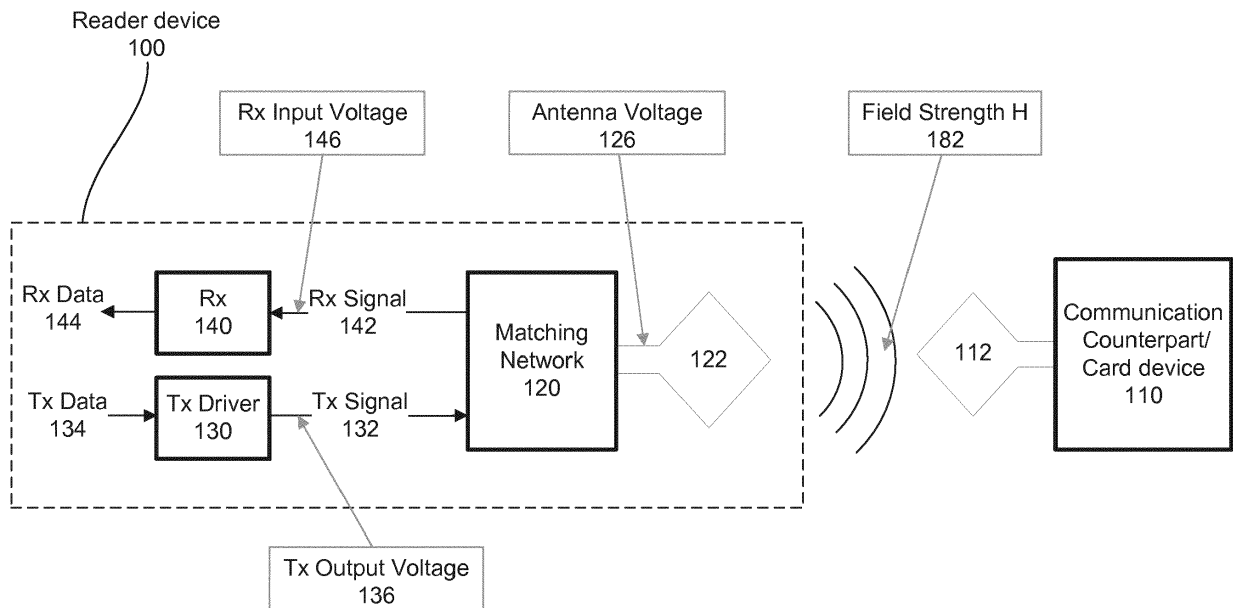 Reader device
100
Rx Input Voltage
146
Antenna Voltage
126
Field Strength H
182
Rx Data
144
Rx
140
Rx Signal
142
Matching
Network
120
122
112
Communication
Counterpart/
Card device
110
Tx Data
134
Tx Driver
130
Tx Signal
132
Tx Output Voltage
136